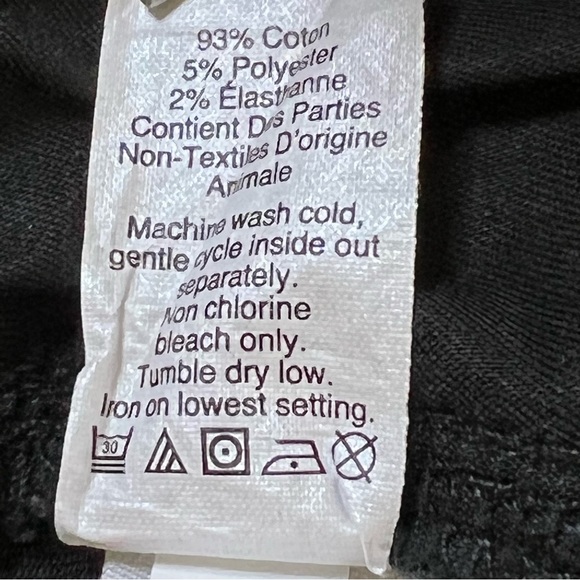 93% Coton
5% Polyester
2% Élasthanne
Contient Des Parties
Non-Textiles D'origine
Animale
Machine wash cold,
gentle cycle inside out
separately.
Non chlorine
bleach only.
Tumble dry low.
Iron on lowest setting.
30